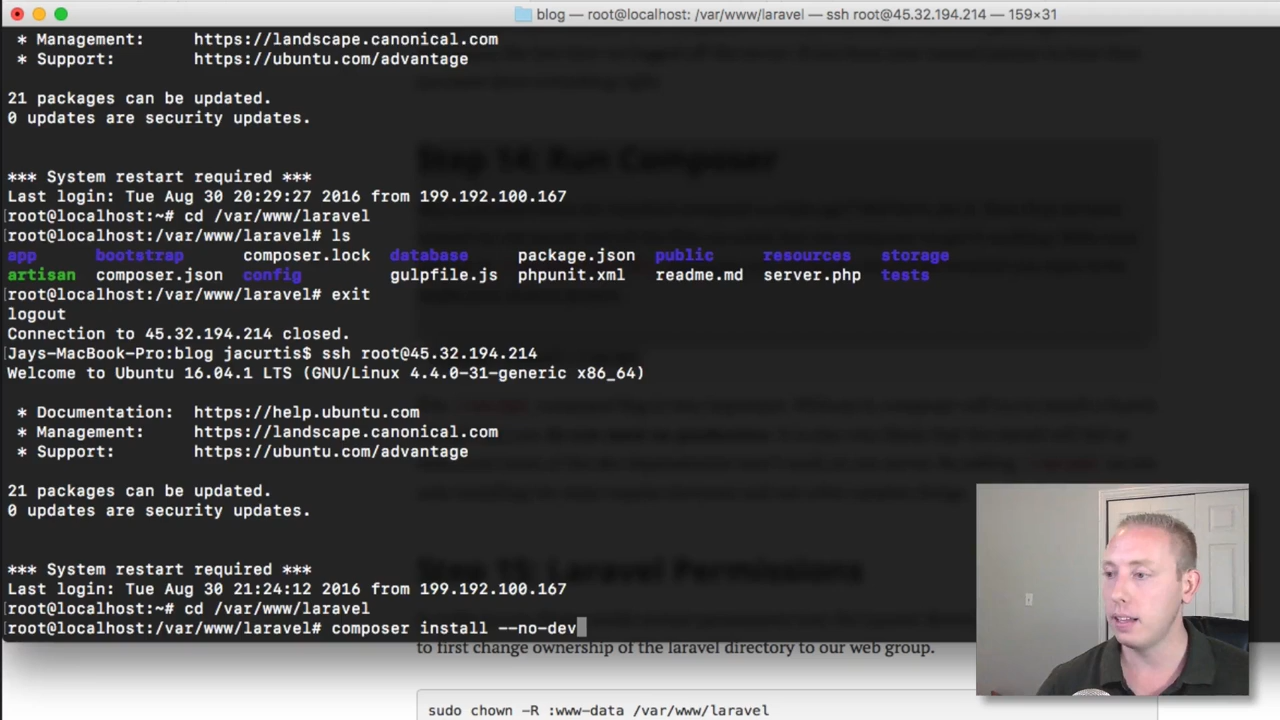 blog — root@localhost: /var/www/laravel — ssh root@45.32.194.214 — 159×31
* Management: https://landscape.canonical.com
* Support: https://ubuntu.com/advantage
21 packages can be updated.
0 updates are security updates.
*** System restart required ***
Last login: Tue Aug 30 20:29:27 2016 from 199.192.100.167
[root@localhost:~# cd /var/www/laravel
[root@localhost:/var/www/laravel# ls
app bootstrap composer.lock database package.json public resources storage
artisan composer.json config gulpfile.js phpunit.xml readme.md server.php tests
[root@localhost:/var/www/laravel# exit
logout
Connection to 45.32.194.214 closed.
[Jays-MacBook-Pro:blog jacurtis$ ssh root@45.32.194.214
Welcome to Ubuntu 16.04.1 LTS (GNU/Linux 4.4.0-31-generic x86_64)
* Documentation: https://help.ubuntu.com
* Management: https://landscape.canonical.com
* Support: https://ubuntu.com/advantage
21 packages can be updated.
0 updates are security updates.
*** System restart required ***
Last login: Tue Aug 30 21:24:12 2016 from 199.192.100.167
[root@localhost:~# cd /var/www/laravel
[root@localhost:/var/www/laravel# composer install --no-dev
Step 14: Run Composer
Step 15: Laravel Permissions
to first change ownership of the laravel directory to our web group.
sudo chown -R :www-data /var/www/laravel